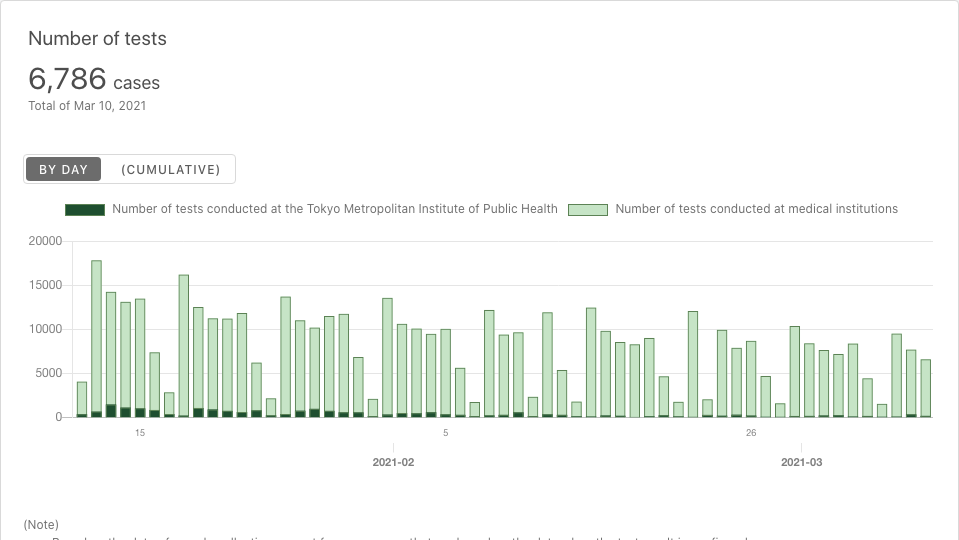 Number of tests
6,786 cases
Total of Mar 10, 2021
BY DAY (CUMULATIVE)
Number of tests conducted at the Tokyo Metropolitan Institute of Public Health Number of tests conducted at medical institutions
20000
15000
10000
5000
0
15 5 26
2021-02 2021-03
(Note)